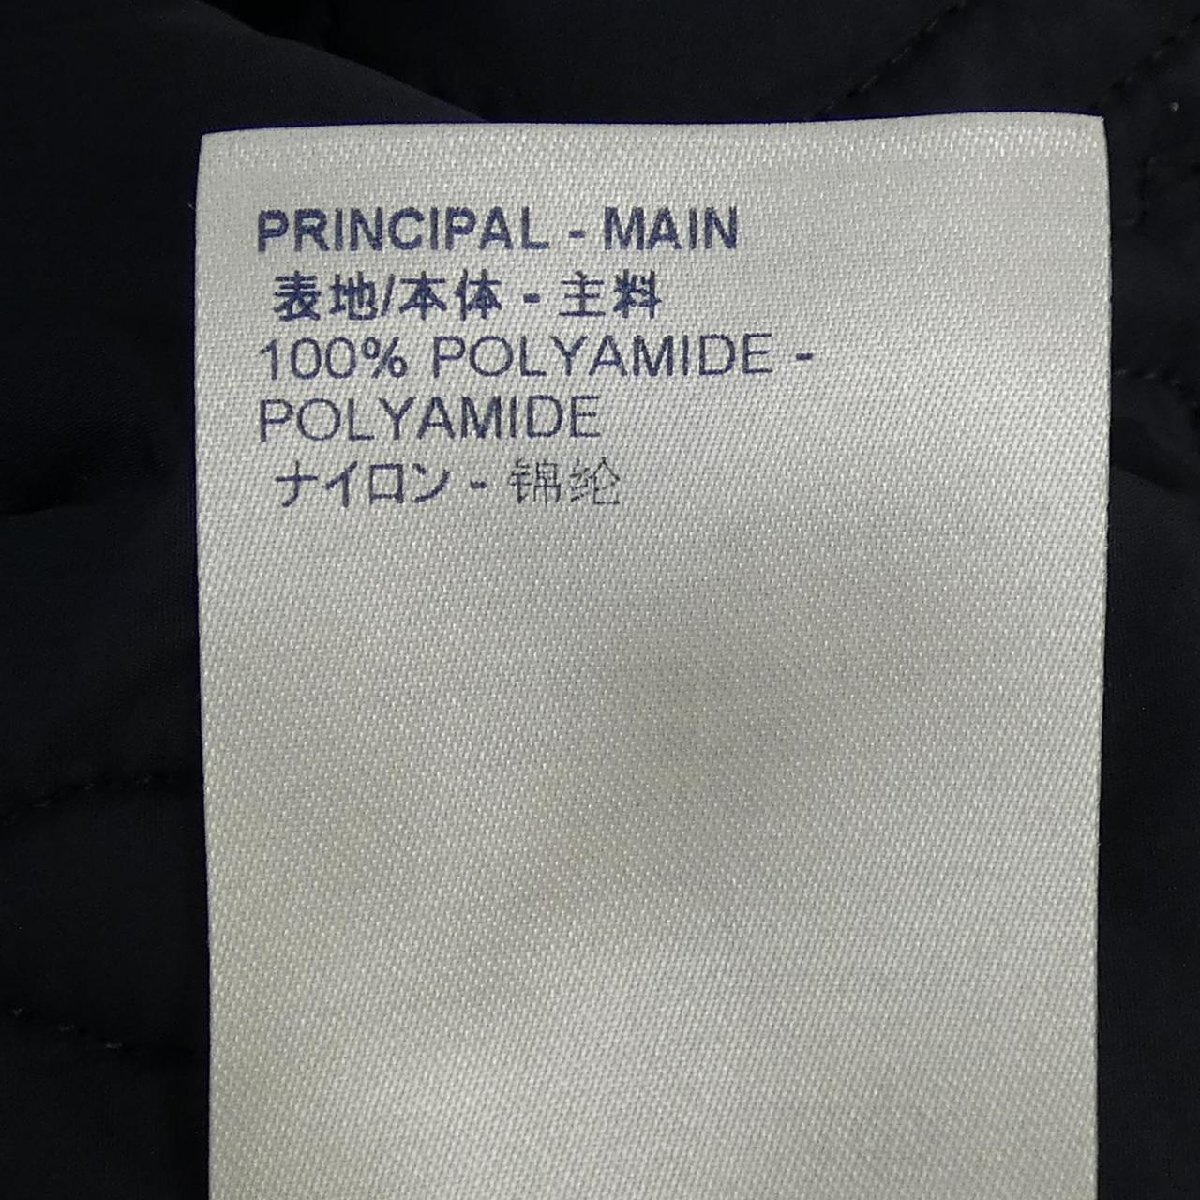 PRINCIPAL - MAIN
表地/本体 - 主料
100% POLYAMIDE -
POLYAMIDE
ナイロン - 锦纶